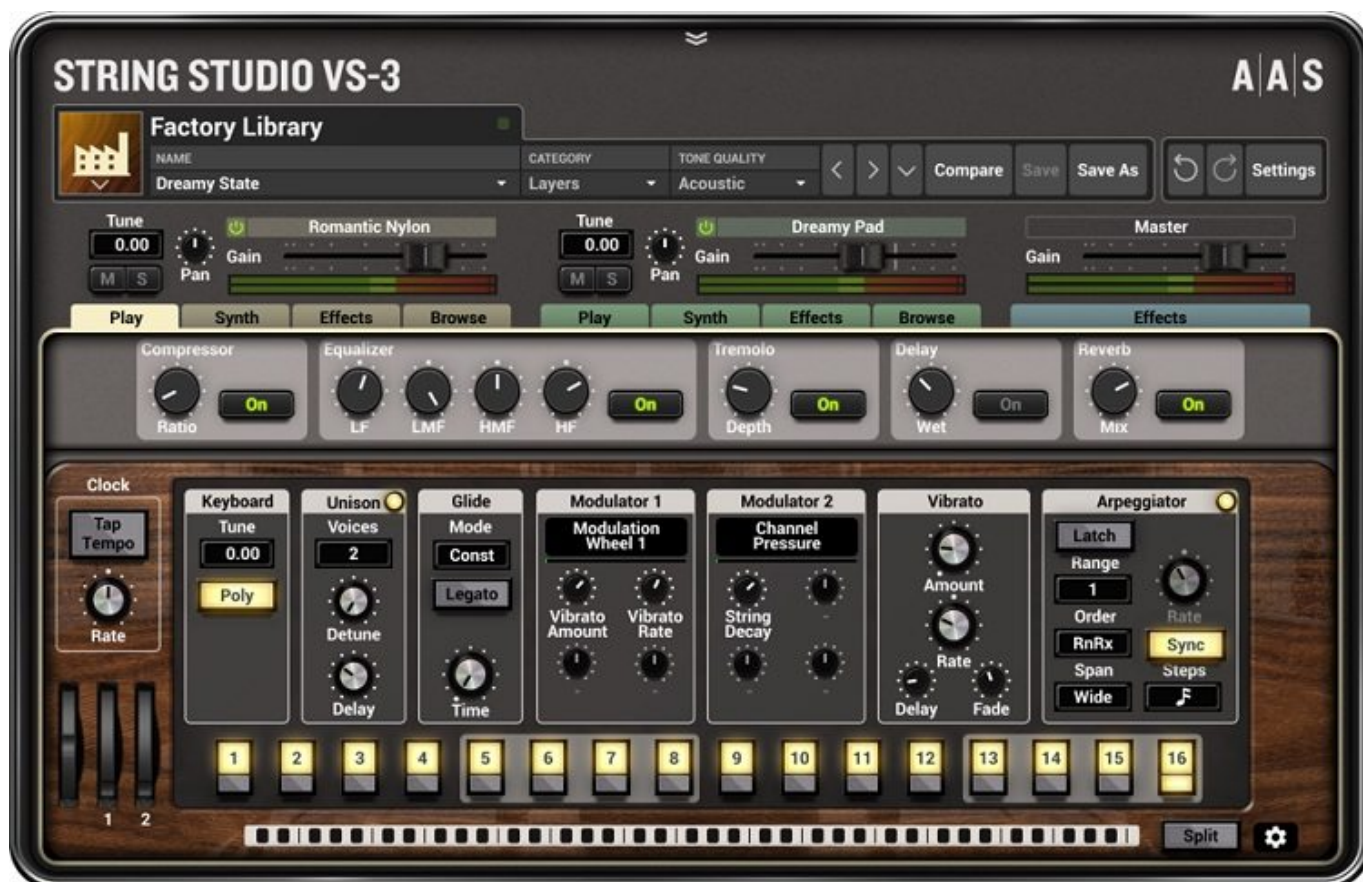 STRING STUDIO VS-3
A|A|S
Factory Library
NAME
CATEGORY
TONE QUALITY
Dreamy State
Layers
Acoustic
Compare
Save
Save As
Settings
Tune
0.00
M S
Pan
Romantic Nylon
Gain
Tune
0.00
M S
Pan
Dreamy Pad
Gain
Master
Gain
Play Synth Effects Browse
Play Synth Effects Browse
Effects
Compressor
Ratio
On
Equalizer
LF LMF HMF HF
On
Tremolo
Depth
On
Delay
Wet
On
Reverb
Mix
On
Clock
Tap
Tempo
Rate
Keyboard
Tune
0.00
Poly
Unison
Voices
2
Detune
Delay
Glide
Mode
Const
Legato
Time
Modulator 1
Modulation
Wheel 1
Vibrato
Amount
Vibrato
Rate
Modulator 2
Channel
Pressure
String
Decay
Vibrato
Amount
Rate
Delay Fade
Arpeggiator
Latch
Range
1
Order
RnRx
Span
Wide
Rate
Sync
Steps
1 2 3 4 5 6 7 8 9 10 11 12 13 14 15 16
1 2
Split